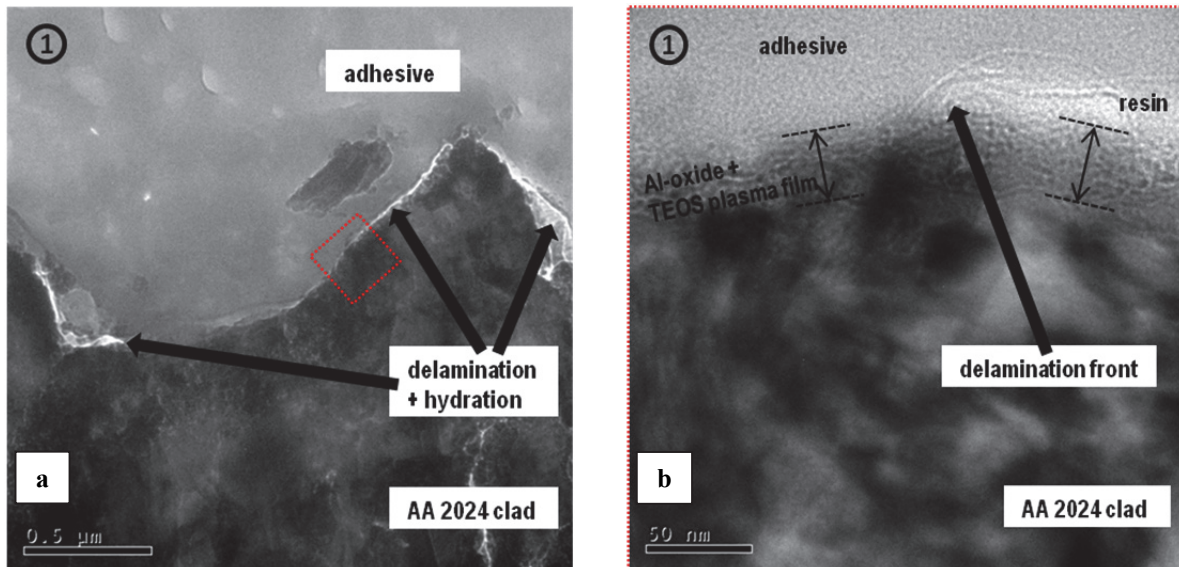 1
adhesive
delamination
+ hydration
a
AA 2024 clad
0.5 µm
1
adhesive
resin
Al-oxide +
TEOS plasma film
delamination front
b
AA 2024 clad
50 nm